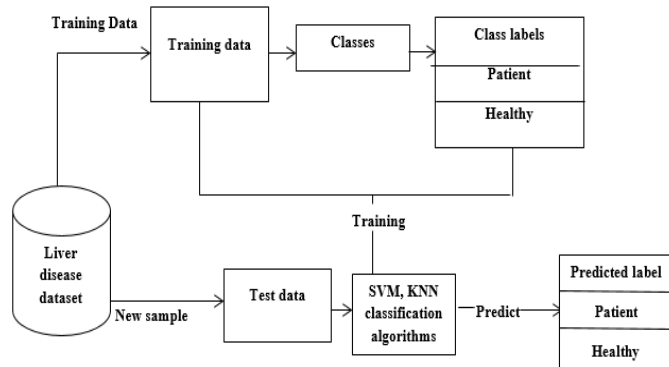 Training Data
Training data
Classes
Class labels
Patient
Healthy
Training
Liver
disease
dataset
New sample
Test data
SVM, KNN
classification
algorithms
Predict
Predicted label
Patient
Healthy